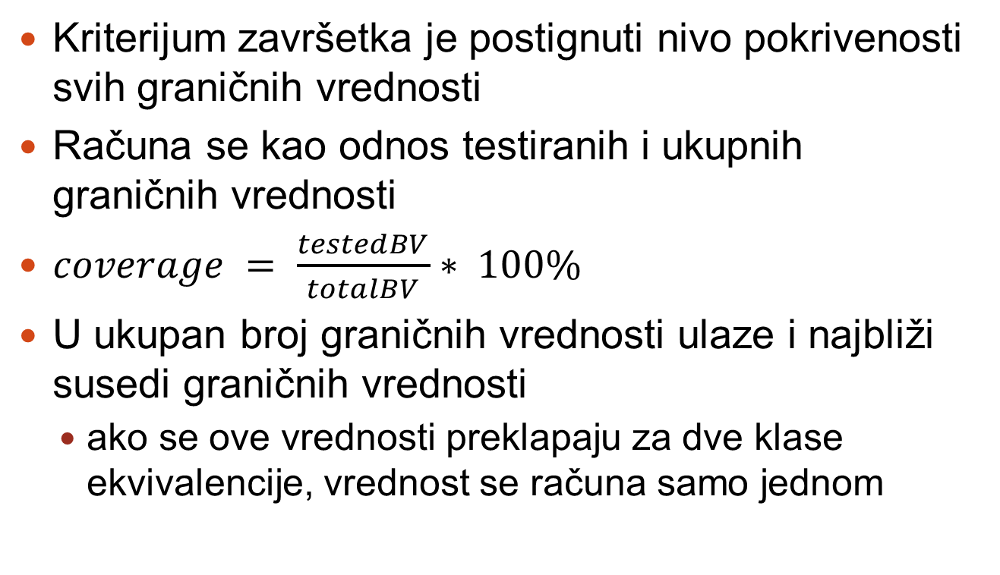 • Kriterijum završetka je postignuti nivo pokrivenosti
svih graničnih vrednosti
• Računa se kao odnos testiranih i ukupnih
graničnih vrednosti
• coverage = testedBV/totalBV ∗ 100%
• U ukupan broj graničnih vrednosti ulaze i najbliži
susedi graničnih vrednosti
• ako se ove vrednosti preklapaju za dve klase
ekvivalencije, vrednost se računa samo jednom